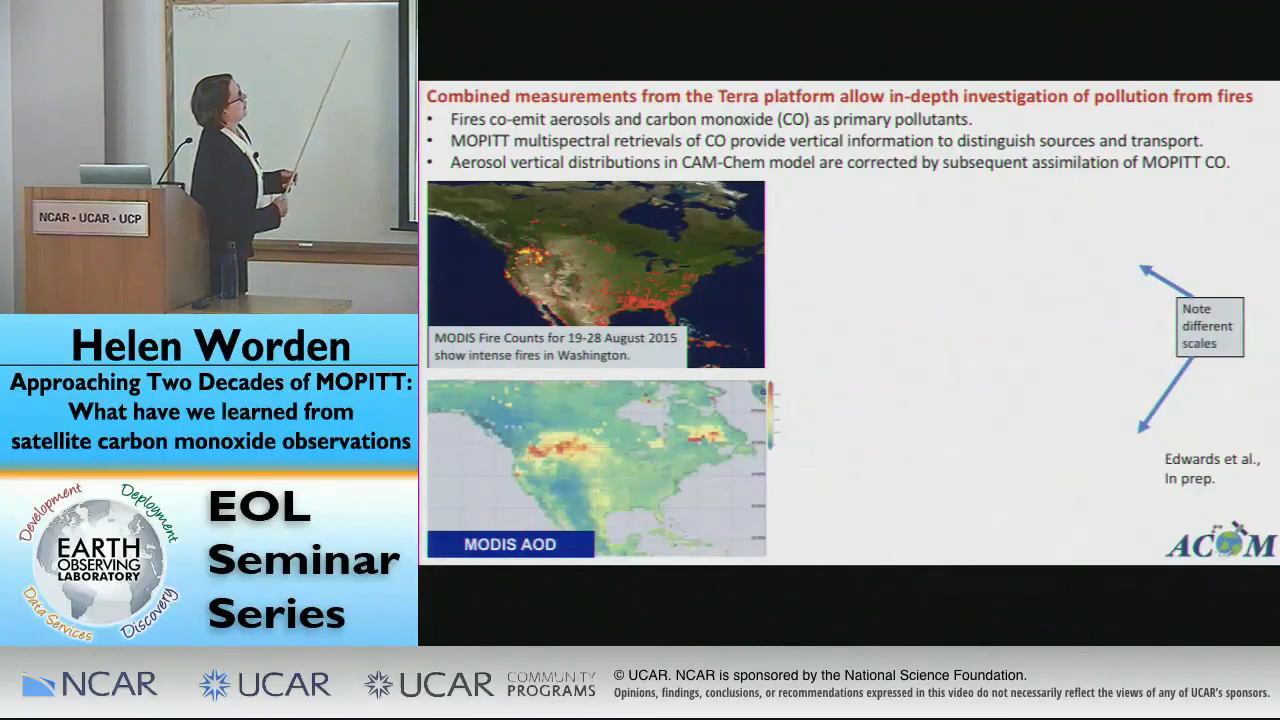 NCAR • UCAR • UCP
Helen Worden
Approaching Two Decades of MOPITT:
What have we learned from
satellite carbon monoxide observations
Development
Deployment
EARTH
OBSERVING
LABORATORY
Data Services
Discovery
EOL
Seminar
Series
Combined measurements from the Terra platform allow in-depth investigation of pollution from fires
• Fires co-emit aerosols and carbon monoxide (CO) as primary pollutants.
• MOPITT multispectral retrievals of CO provide vertical information to distinguish sources and transport.
• Aerosol vertical distributions in CAM-Chem model are corrected by subsequent assimilation of MOPITT CO.
MODIS Fire Counts for 19-28 August 2015
show intense fires in Washington.
MODIS AOD
Note
different
scales
Edwards et al.,
In prep.
ACOM
NCAR
UCAR
UCAR
COMMUNITY
PROGRAMS
© UCAR. NCAR is sponsored by the National Science Foundation.
Opinions, findings, conclusions, or recommendations expressed in this video do not necessarily reflect the views of any of UCAR's sponsors.